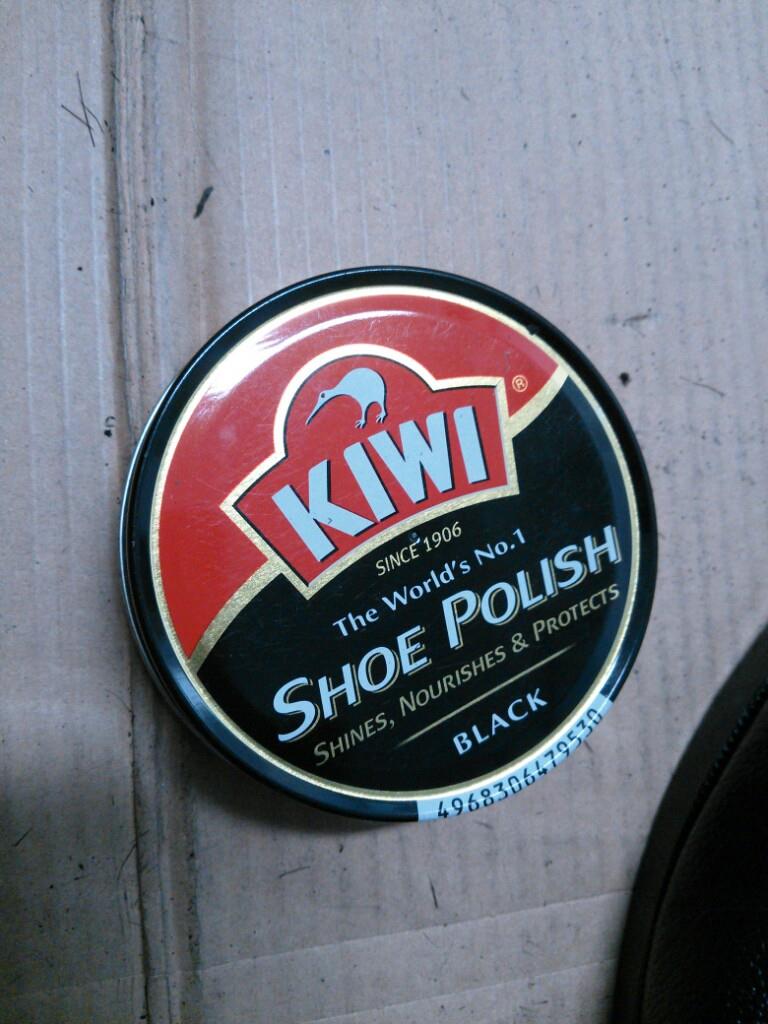 KIWI
®
SINCE 1906
The World's No.1
SHOE POLISH
SHINES, NOURISHES & PROTECTS
BLACK
4968306479530